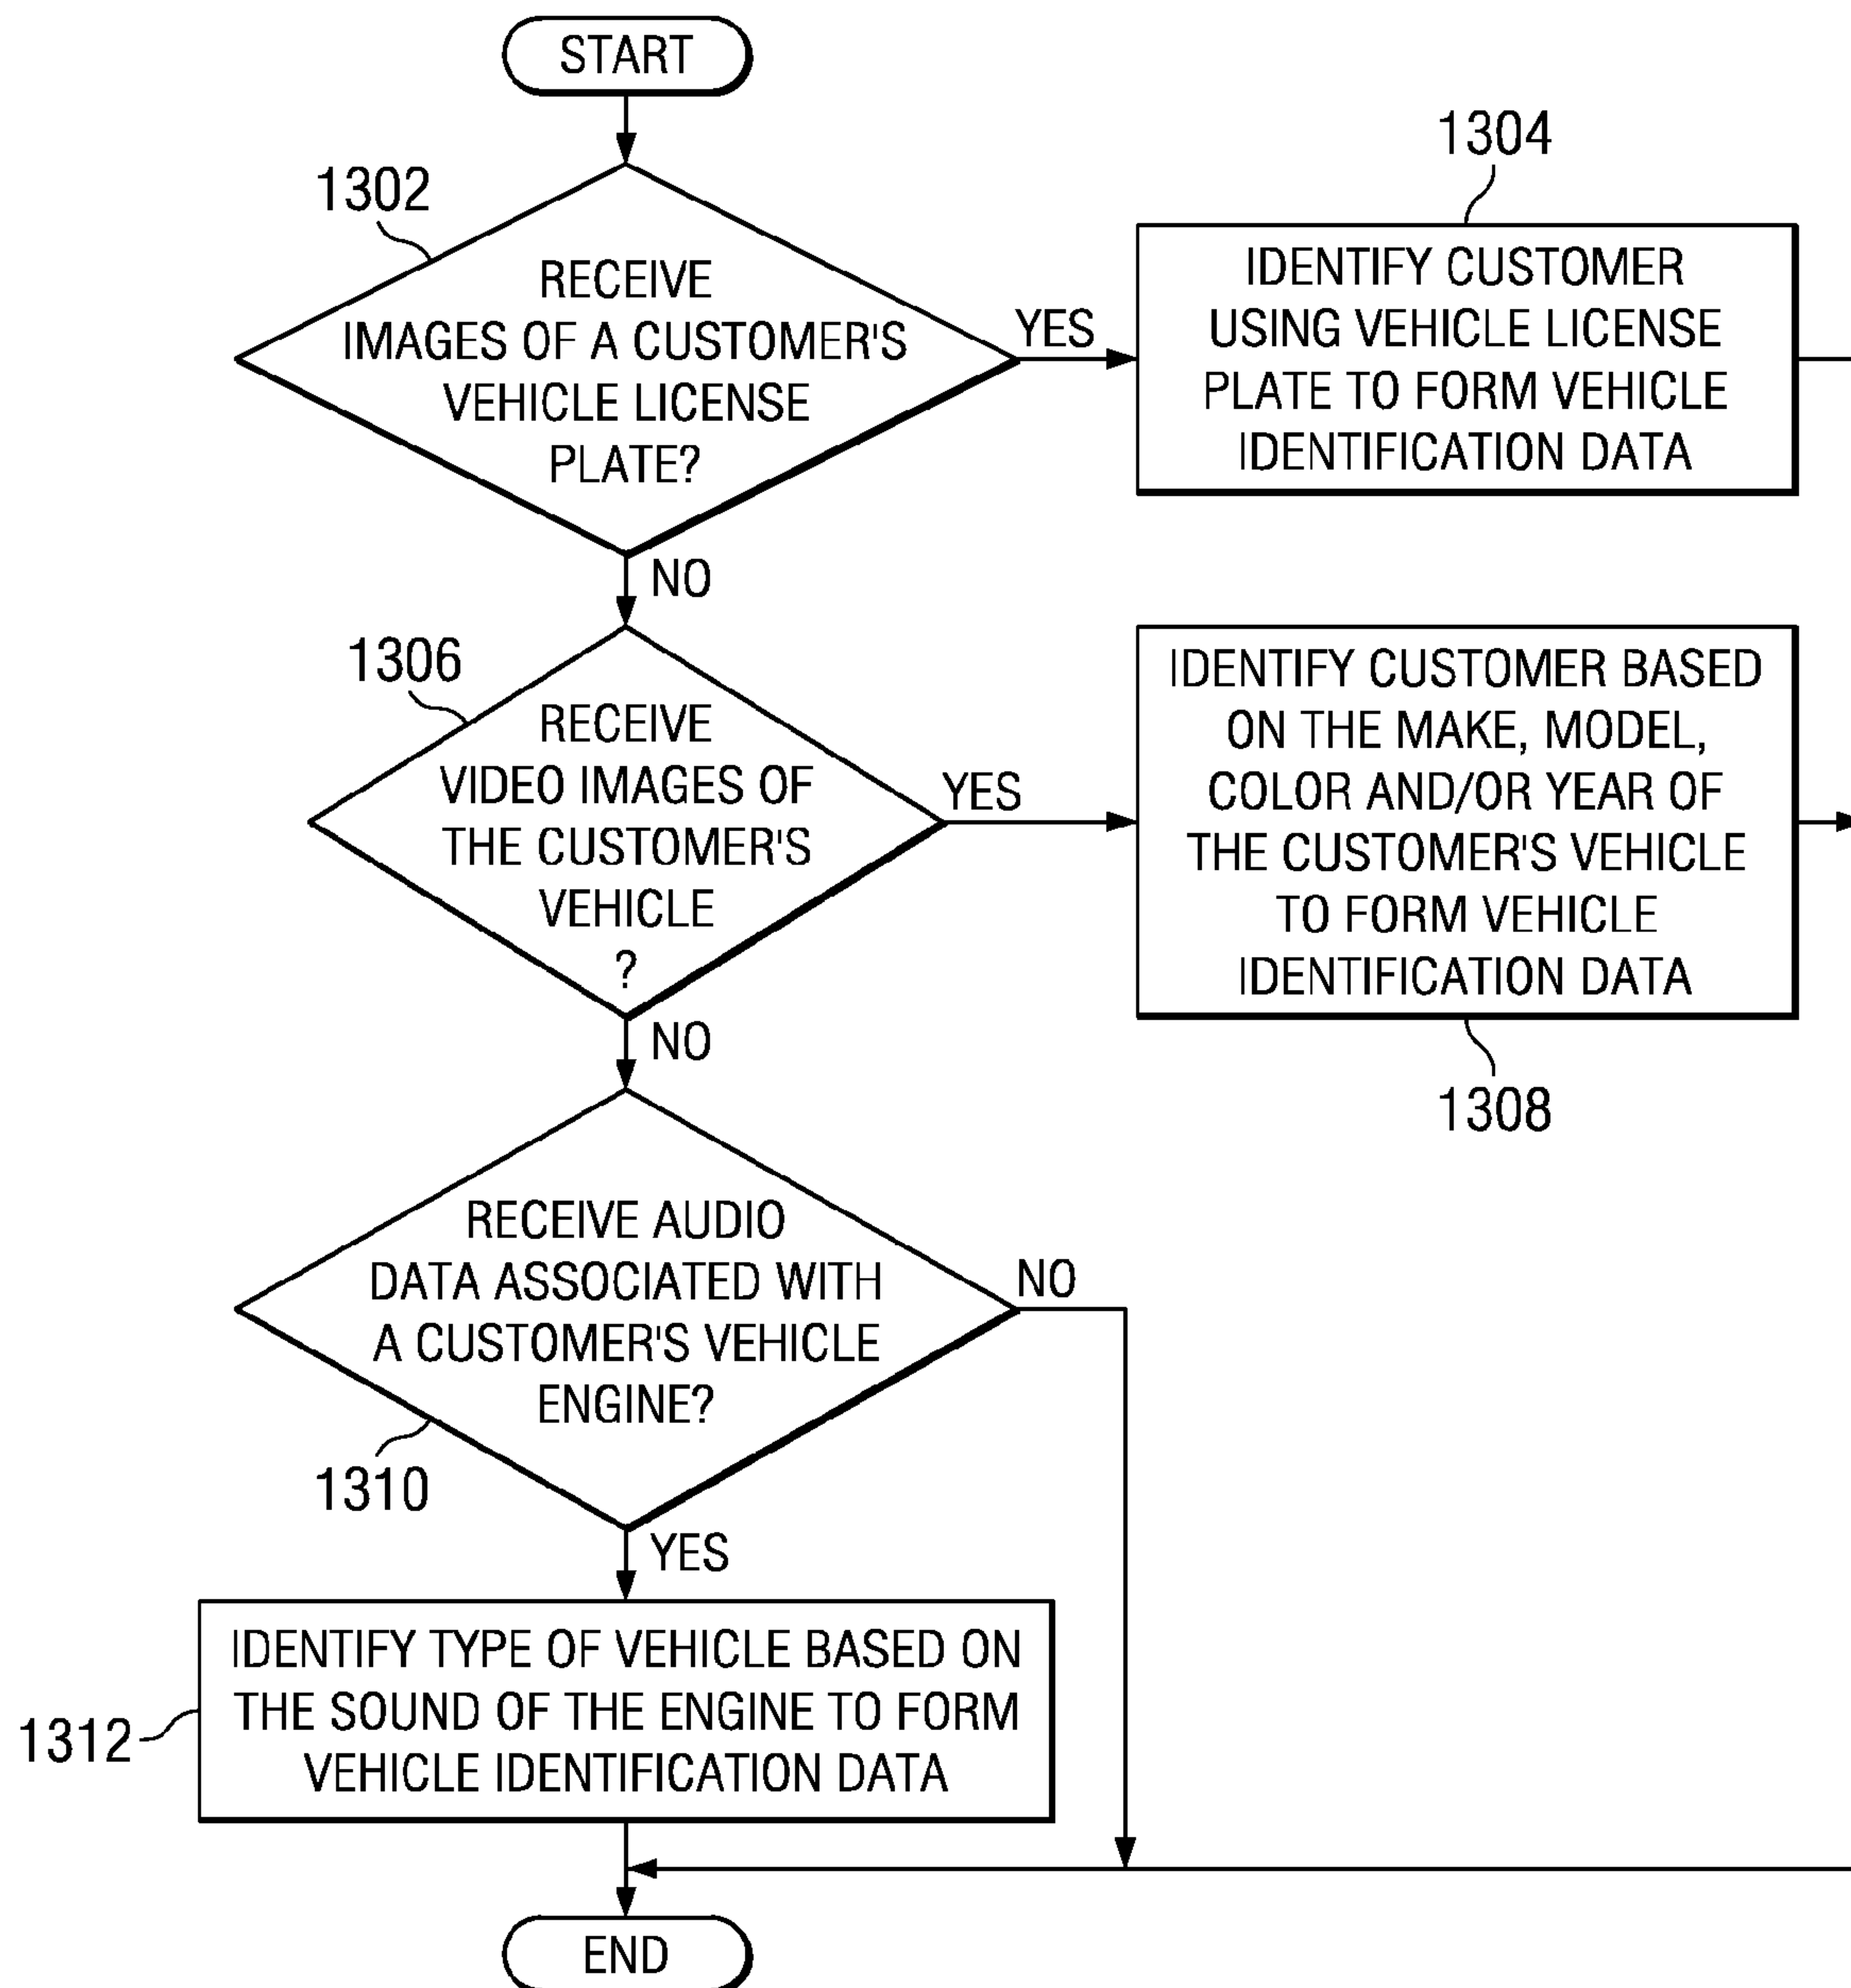 START
1302
RECEIVE
IMAGES OF A CUSTOMER'S
VEHICLE LICENSE
PLATE?
YES
1304
IDENTIFY CUSTOMER
USING VEHICLE LICENSE
PLATE TO FORM VEHICLE
IDENTIFICATION DATA
NO
1306
RECEIVE
VIDEO IMAGES OF
THE CUSTOMER'S
VEHICLE
?
YES
IDENTIFY CUSTOMER BASED
ON THE MAKE, MODEL,
COLOR AND/OR YEAR OF
THE CUSTOMER'S VEHICLE
TO FORM VEHICLE
IDENTIFICATION DATA
1308
NO
RECEIVE AUDIO
DATA ASSOCIATED WITH
A CUSTOMER'S VEHICLE
ENGINE?
NO
1310
YES
IDENTIFY TYPE OF VEHICLE BASED ON
THE SOUND OF THE ENGINE TO FORM
VEHICLE IDENTIFICATION DATA
1312
END